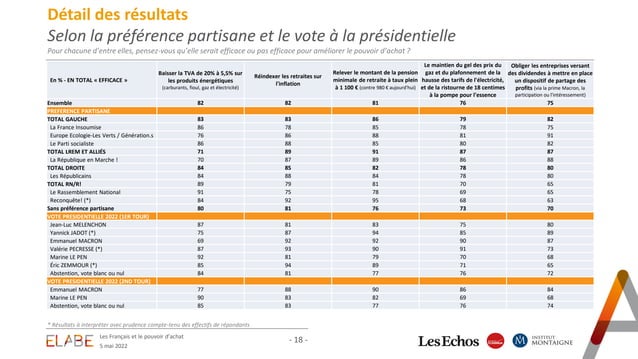 Détail des résultats
Selon la préférence partisane et le vote à la présidentielle
Pour chacune d'entre elles, pensez-vous qu'elle serait efficace ou pas efficace pour améliorer le pouvoir d'achat ?
En % - EN TOTAL « EFFICACE » | Baisser la TVA de 20% à 5,5% sur les produits énergétiques (carburants, fioul, gaz et électricité) | Réindexer les retraites sur l'inflation | Relever le montant de la pension minimale de retraite à taux plein à 1 100 € (contre 980 € aujourd'hui) | Le maintien du gel des prix du gaz et du plafonnement de la hausse des tarifs de l'électricité, et de la ristourne de 18 centimes à la pompe pour l'essence | Obliger les entreprises versant des dividendes à mettre en place un dispositif de partage des profits (via la prime Macron, la participation ou l'intéressement)
Ensemble 82 82 81 76 75
PREFERENCE PARTISANE
TOTAL GAUCHE 83 83 86 79 82
La France Insoumise 86 78 85 78 75
Europe Ecologie-Les Verts / Génération.s 76 86 88 81 91
Le Parti socialiste 86 88 85 80 82
TOTAL LREM ET ALLIÉS 71 89 91 87 87
La République en Marche ! 70 87 89 86 88
TOTAL DROITE 84 85 82 78 80
Les Républicains 84 88 84 78 80
TOTAL RN/R! 89 79 81 70 65
Le Rassemblement National 91 75 78 69 65
Reconquête! (*) 84 92 95 68 63
Sans préférence partisane 80 81 76 73 70
VOTE PRESIDENTIELLE 2022 (1ER TOUR)
Jean-Luc MELENCHON 87 81 83 75 80
Yannick JADOT (*) 75 87 94 85 89
Emmanuel MACRON 69 92 92 90 87
Valérie PECRESSE (*) 87 93 90 91 73
Marine LE PEN 92 81 79 70 68
Éric ZEMMOUR (*) 85 94 89 71 65
Abstention, vote blanc ou nul 84 81 77 76 72
VOTE PRESIDENTIELLE 2022 (2ND TOUR)
Emmanuel MACRON 77 88 90 86 84
Marine LE PEN 90 83 82 69 68
Abstention, vote blanc ou nul 85 83 77 76 74
* Résultats à interpréter avec prudence compte-tenu des effectifs de répondants
ELABE
Les Français et le pouvoir d'achat
5 mai 2022
- 18 -
Les Echos
INSTITUT MONTAIGNE